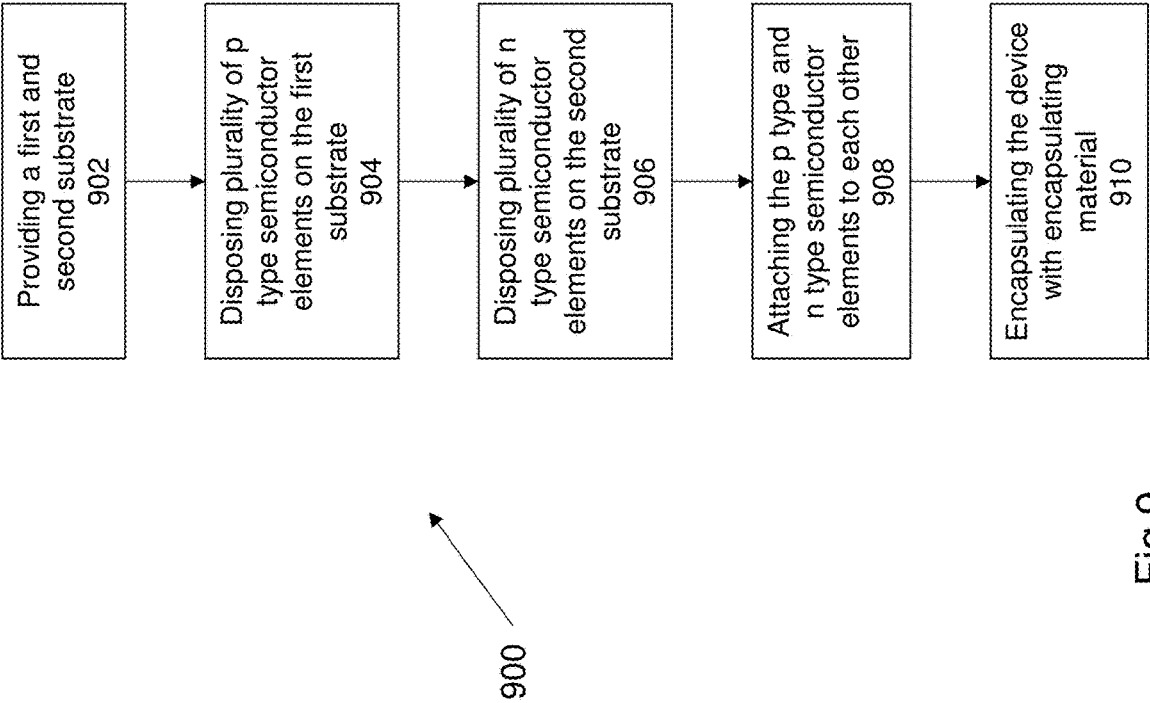 Providing a first and
second substrate
902
Disposing plurality of p
type semiconductor
elements on the first
substrate
904
Disposing plurality of n
type semiconductor
elements on the second
substrate
906
Attaching the p type and
n type semiconductor
elements to each other
908
Encapsulating the device
with encapsulating
material
910
900